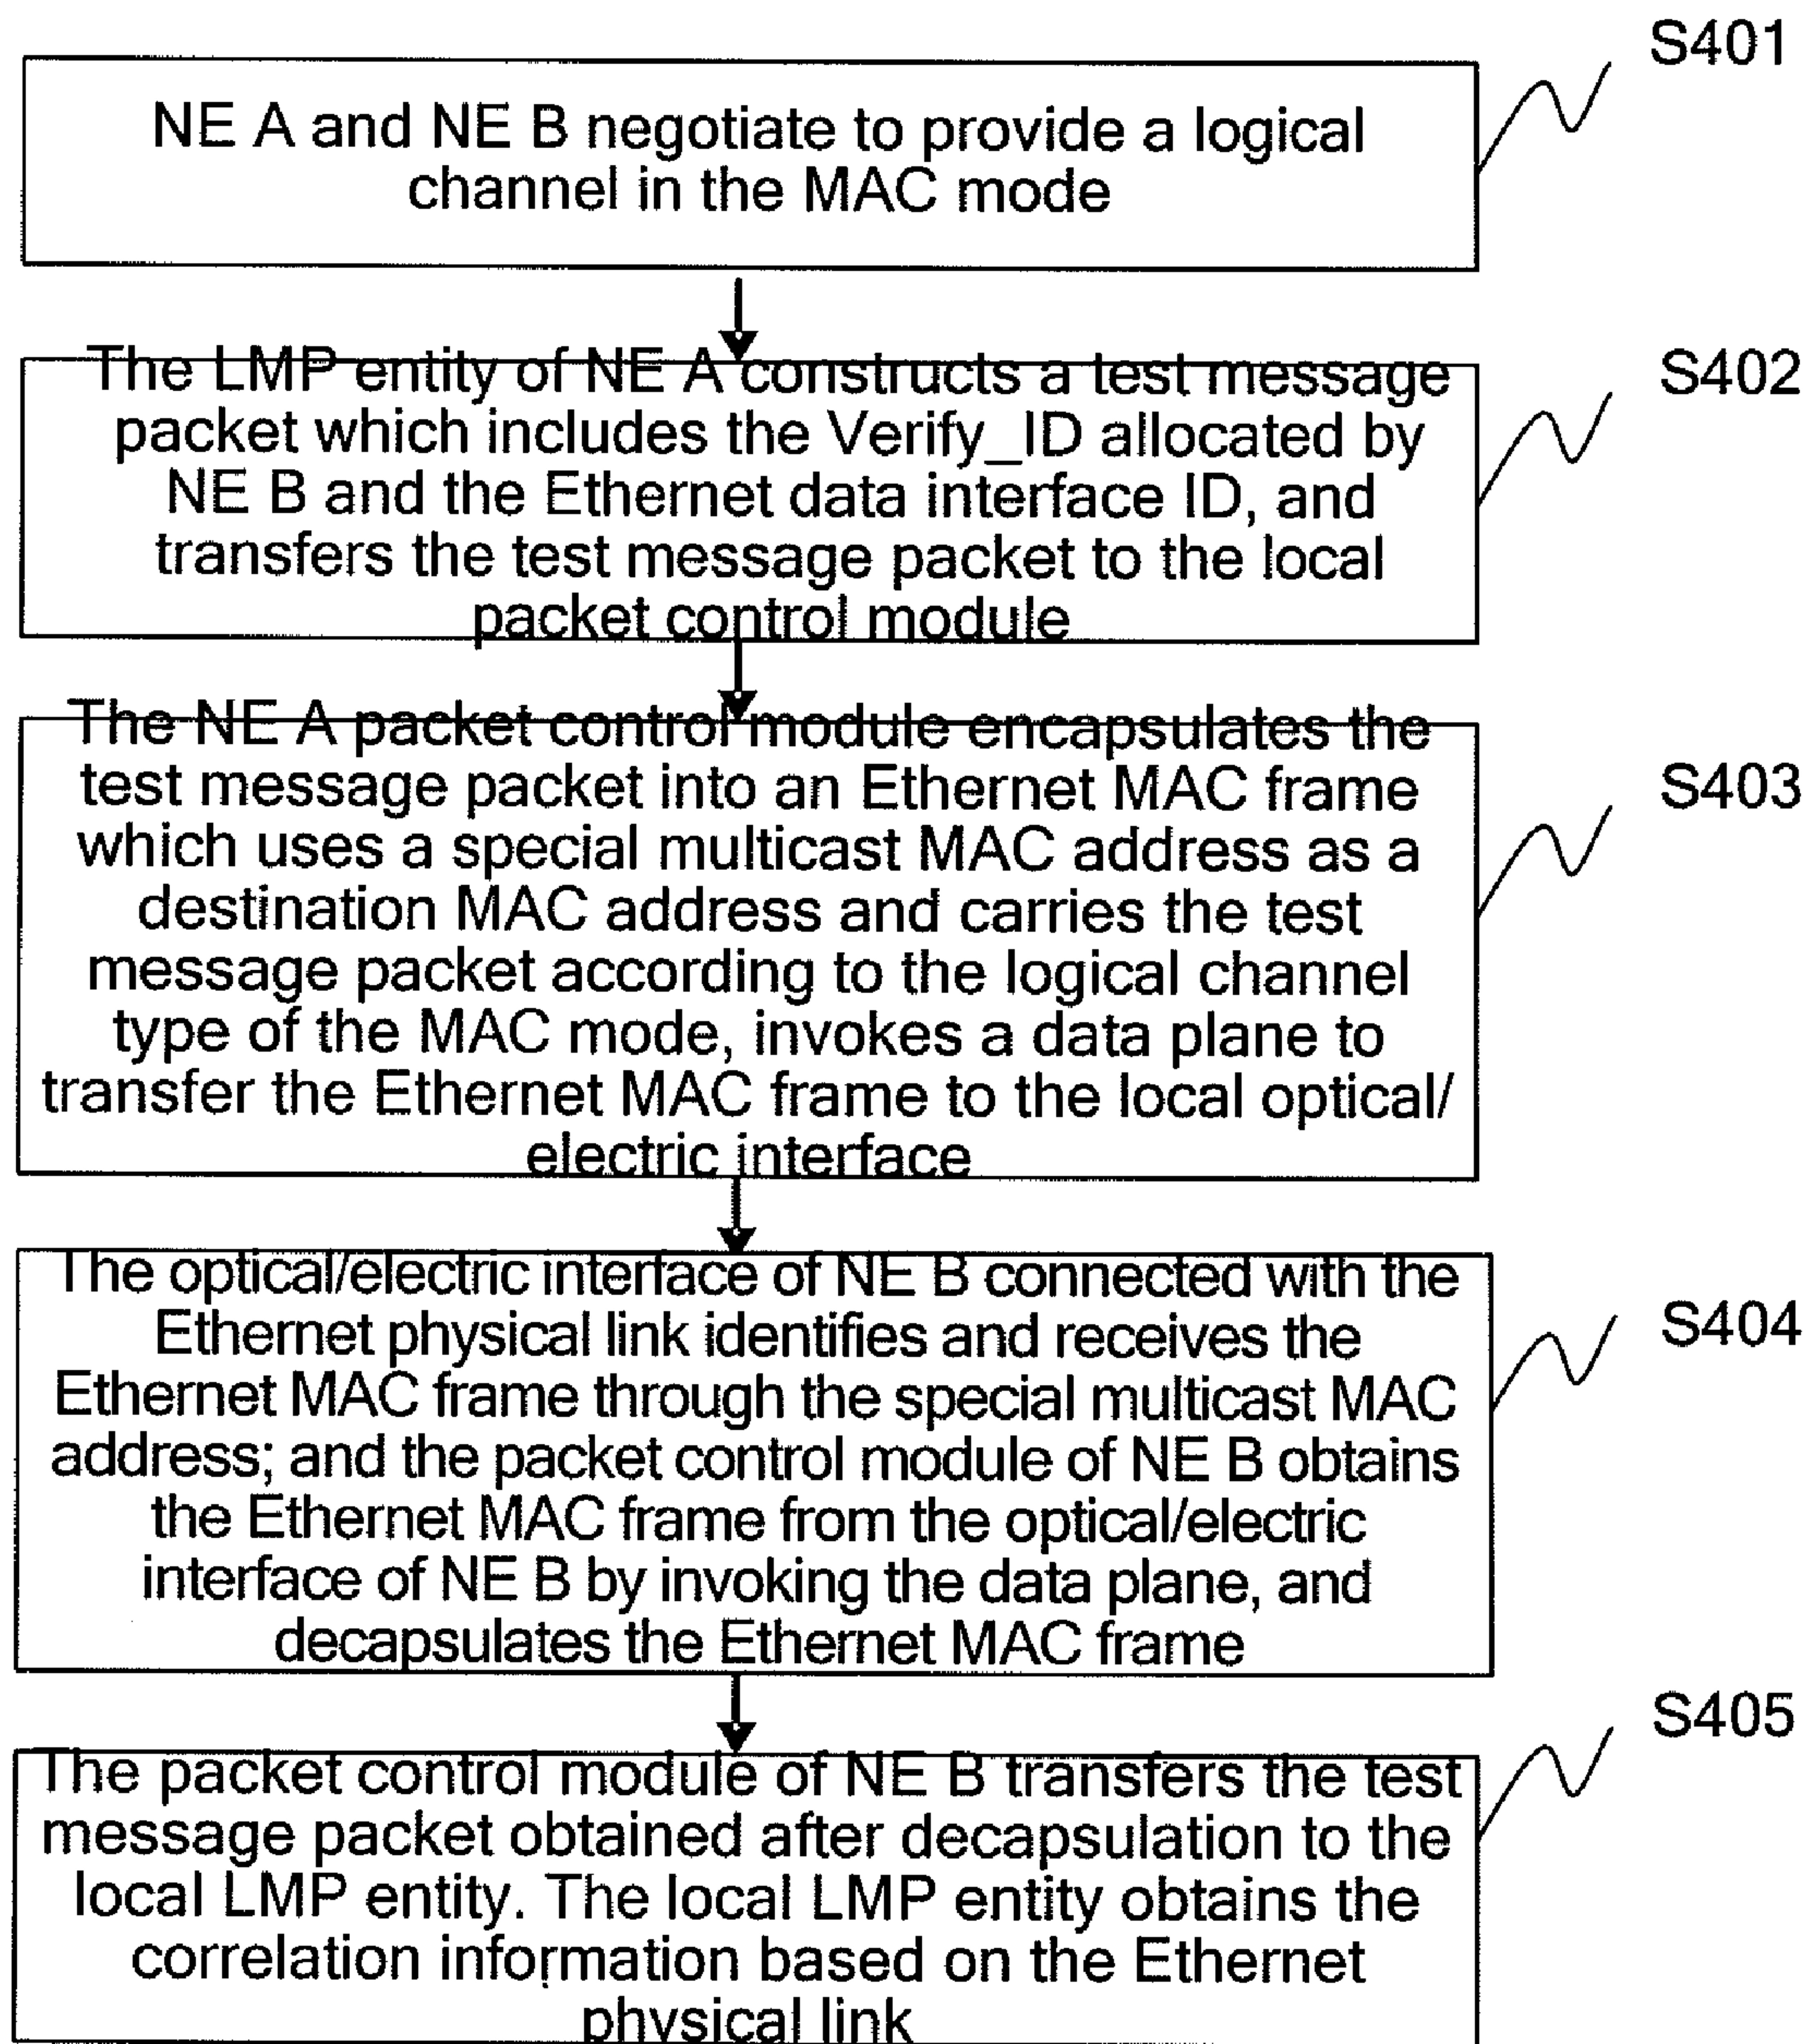 S401
NE A and NE B negotiate to provide a logical
channel in the MAC mode
S402
The LMP entity of NE A constructs a test message
packet which includes the Verify_ID allocated by
NE B and the Ethernet data interface ID, and
transfers the test message packet to the local
packet control module
S403
The NE A packet control module encapsulates the
test message packet into an Ethernet MAC frame
which uses a special multicast MAC address as a
destination MAC address and carries the test
message packet according to the logical channel
type of the MAC mode, invokes a data plane to
transfer the Ethernet MAC frame to the local optical/
electric interface
S404
The optical/electric interface of NE B connected with the
Ethernet physical link identifies and receives the
Ethernet MAC frame through the special multicast MAC
address; and the packet control module of NE B obtains
the Ethernet MAC frame from the optical/electric
interface of NE B by invoking the data plane, and
decapsulates the Ethernet MAC frame
S405
The packet control module of NE B transfers the test
message packet obtained after decapsulation to the
local LMP entity. The local LMP entity obtains the
correlation information based on the Ethernet
physical link